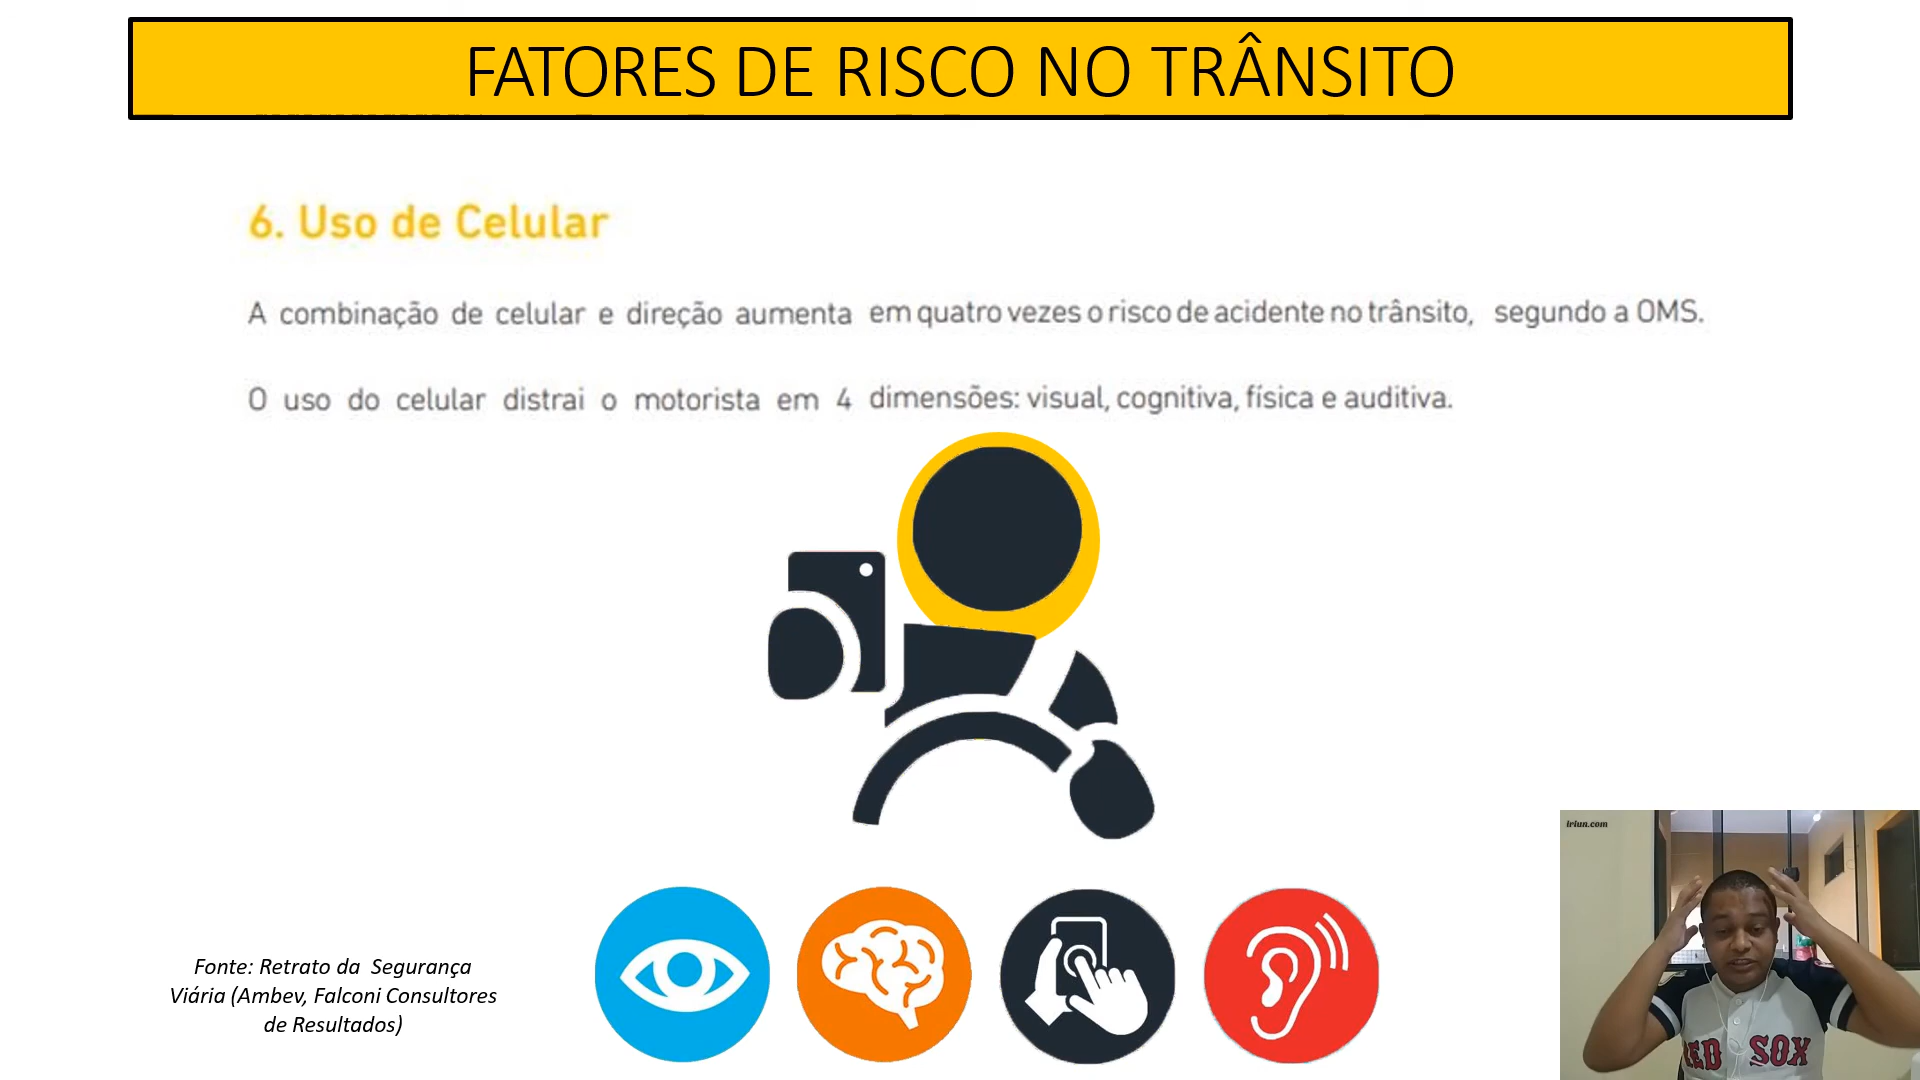 FATORES DE RISCO NO TRÂNSITO
6. Uso de Celular
A combinação de celular e direção aumenta em quatro vezes o risco de acidente no trânsito, segundo a OMS.
O uso do celular distrai o motorista em 4 dimensões: visual, cognitiva, física e auditiva.
Fonte: Retrato da Segurança
Viária (Ambev, Falconi Consultores
de Resultados)
iriun.com
RED SOX